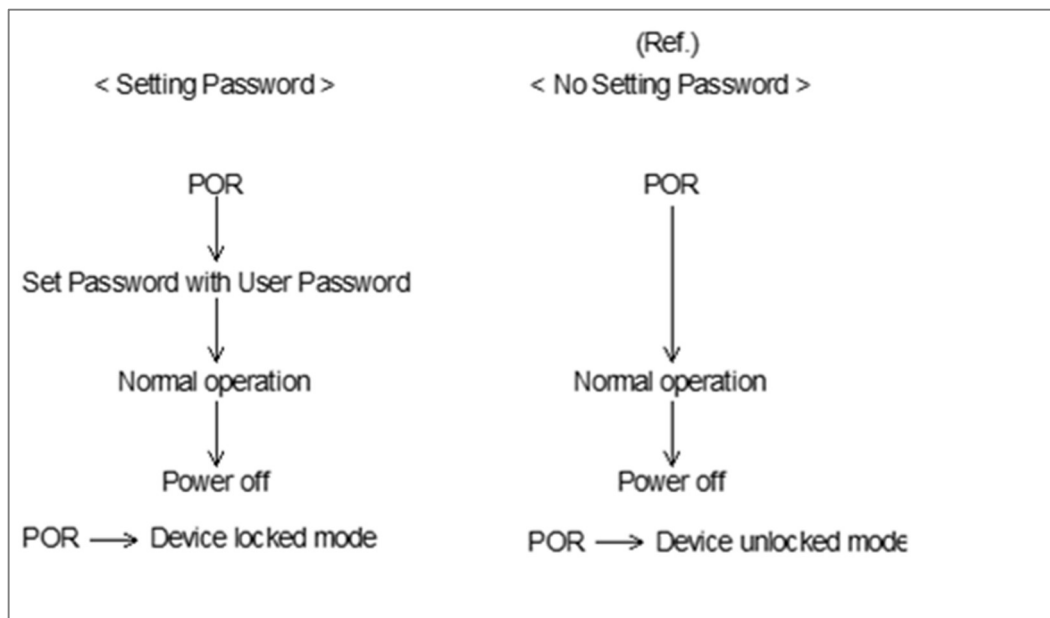 (Ref.)
< Setting Password >
< No Setting Password >
POR
POR
Set Password with User Password
Normal operation
Normal operation
Power off
Power off
POR → Device locked mode
POR → Device unlocked mode